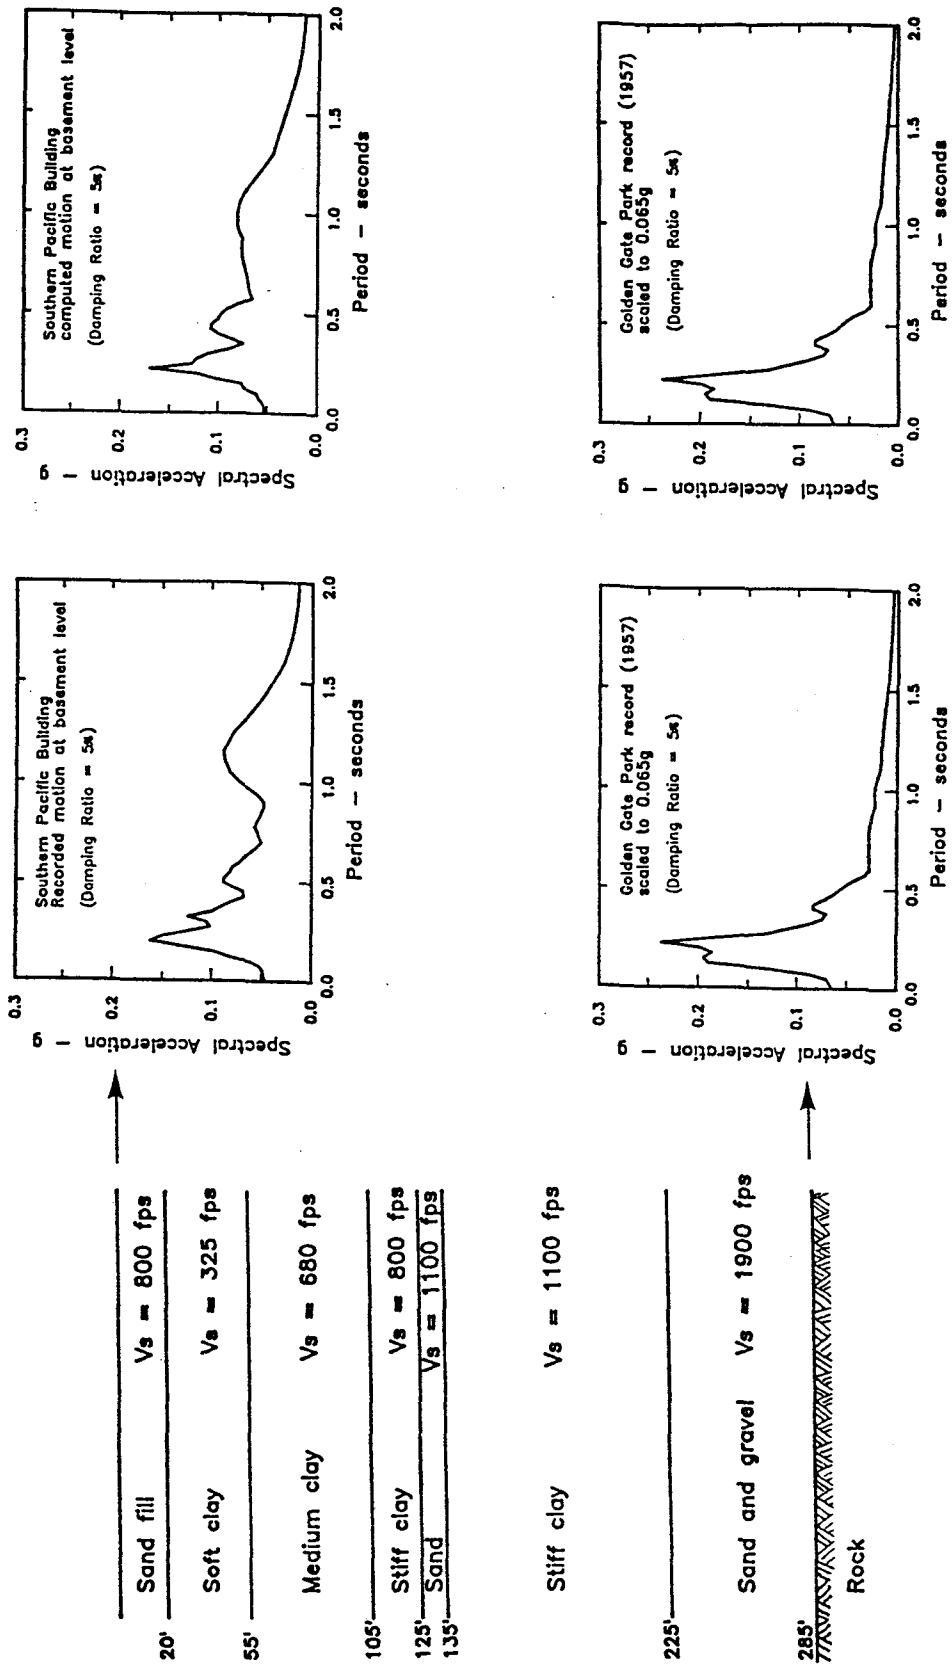 Sand fill Vs = 800 fps
20'
Soft clay Vs = 325 fps
55'
Medium clay Vs = 680 fps
105'
Stiff clay Vs = 800 fps
125'
Sand Vs = 1100 fps
135'
Stiff clay Vs = 1100 fps
225'
Sand and gravel Vs = 1900 fps
285'
Rock
Southern Pacific Building
Recorded motion at basement level
(Damping Ratio = 5%)
Spectral Acceleration - g
0.3
0.2
0.1
0.0
0.0 0.5 1.0 1.5 2.0
Period - seconds
Southern Pacific Building
computed motion at basement level
(Damping Ratio = 5%)
Spectral Acceleration - g
0.3
0.2
0.1
0.0
0.0 0.5 1.0 1.5 2.0
Period - seconds
Golden Gate Park record (1957)
scaled to 0.065g
(Damping Ratio = 5%)
Spectral Acceleration - g
0.3
0.2
0.1
0.0
0.0 0.5 1.0 1.5 2.0
Period - seconds
Golden Gate Park record (1957)
scaled to 0.065g
(Damping Ratio = 5%)
Spectral Acceleration - g
0.3
0.2
0.1
0.0
0.0 0.5 1.0 1.5 2.0
Period - seconds